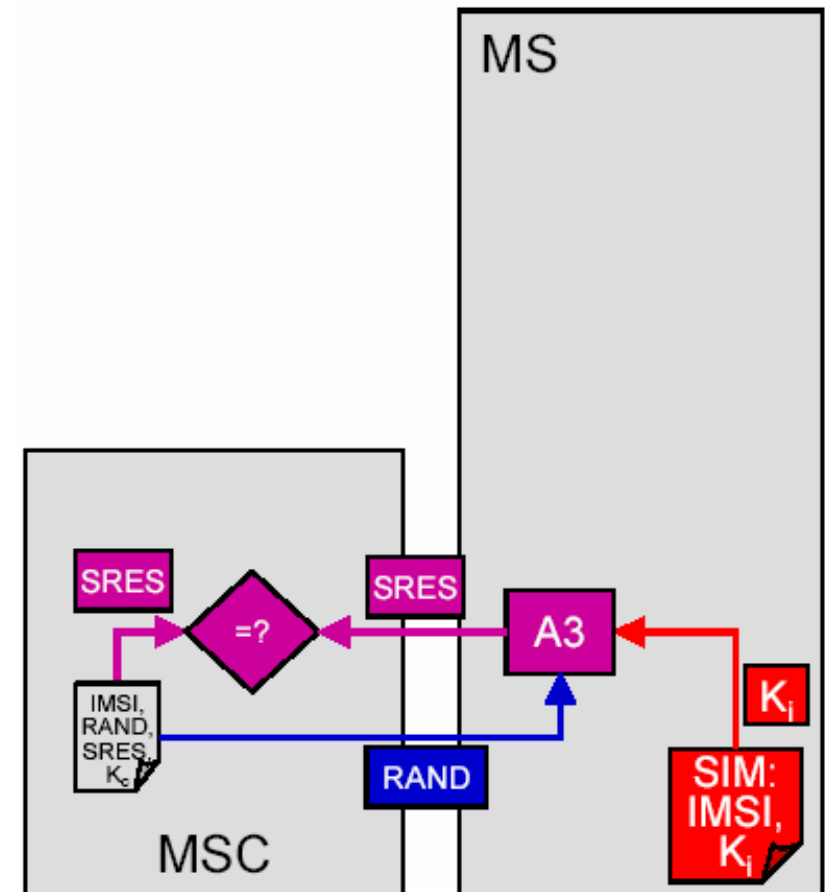 MS
SRES
SRES
=?
A3
IMSI,
RAND,
SRES,
Kc
Ki
RAND
SIM:
IMSI,
Ki
MSC